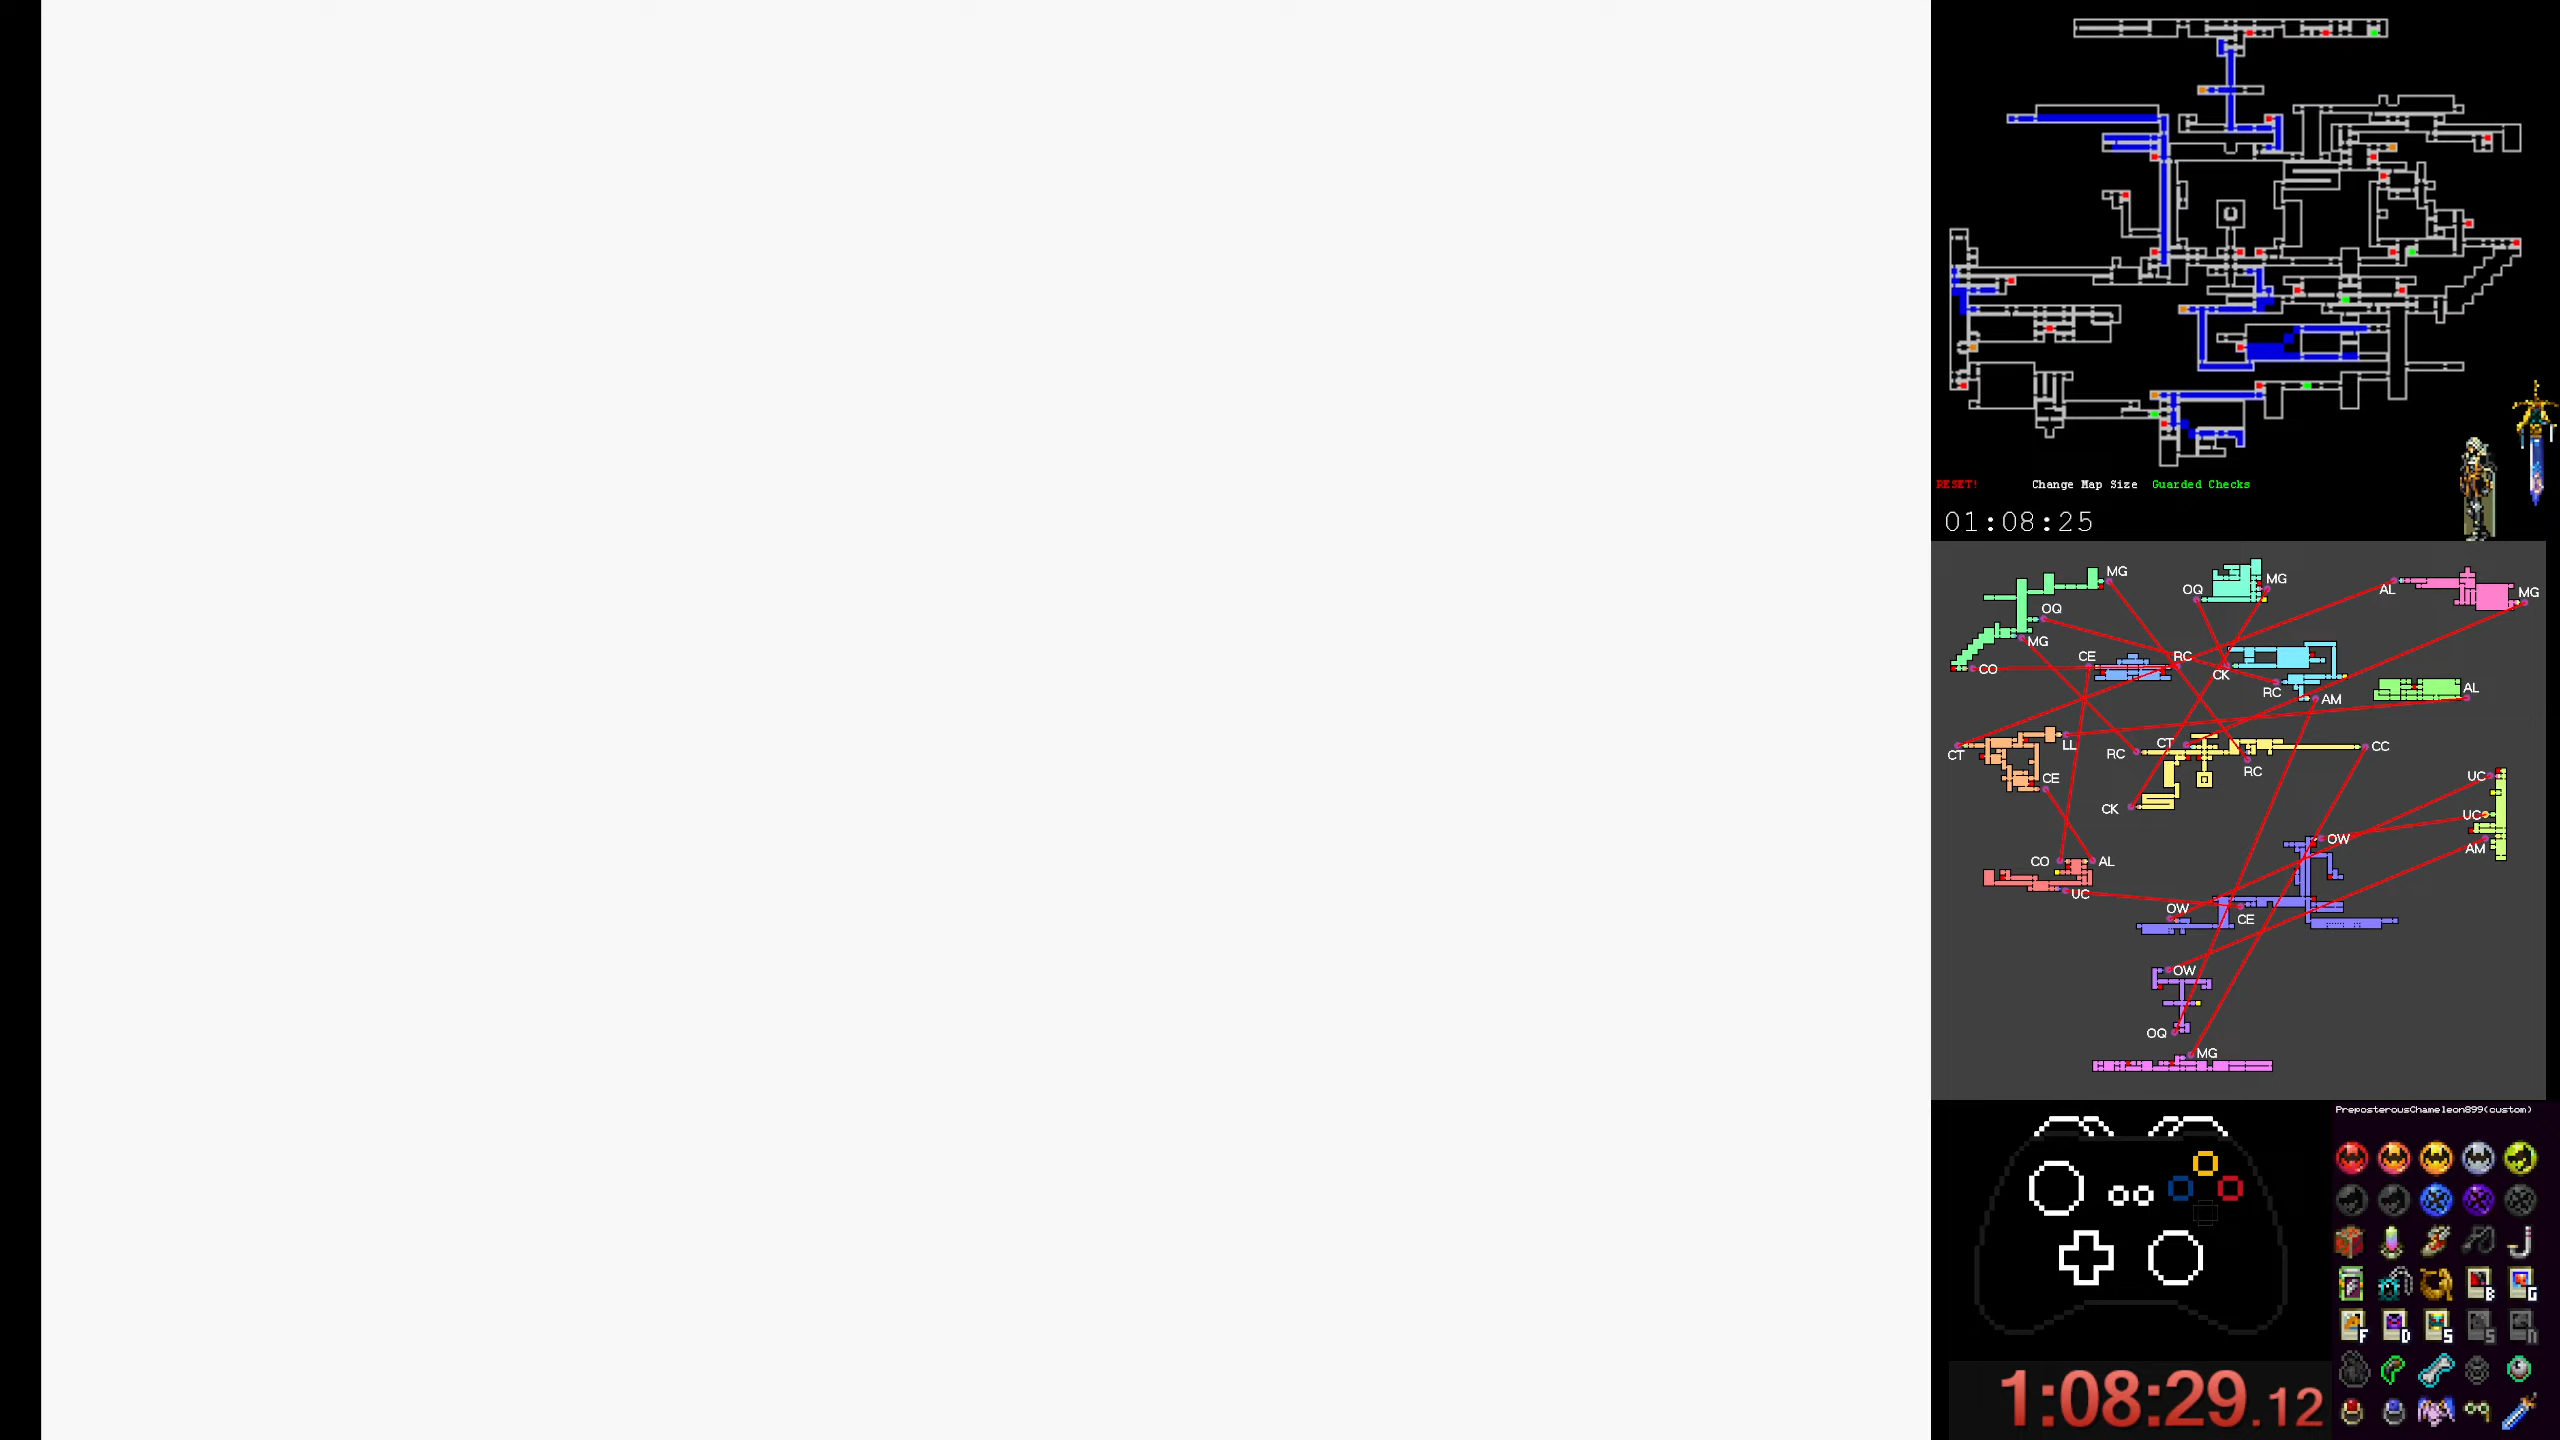 RESET!
Change Map Size
Guarded Checks
01:08:25
MG
OQ
MG
AL
MG
OQ
MG
CO
CE
RC
CK
RC
AM
AL
CT
LL
CE
RC
CT
RC
CC
CK
UC
UC
AM
CO
AL
UC
OW
OW
CE
OW
OQ
MG
PreposterousChameleon899(custom)
B
G
F
D
S
S
n
1:08:29.12